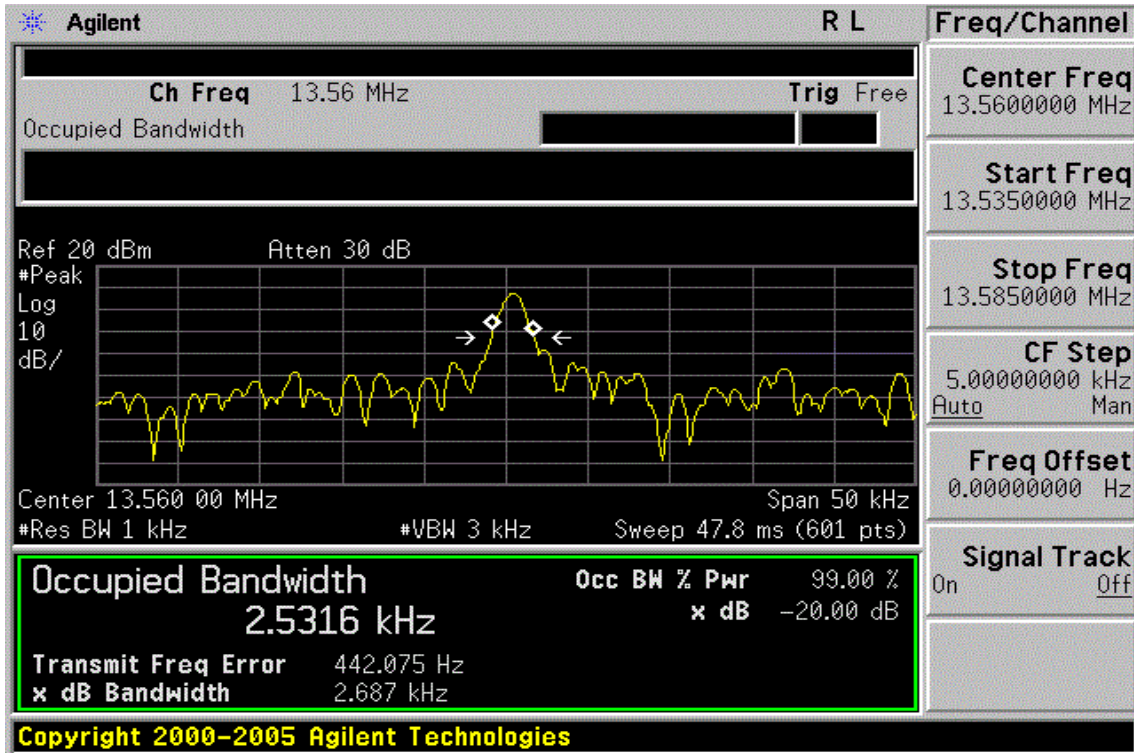 Agilent R L
Freq/Channel
Ch Freq 13.56 MHz Trig Free
Occupied Bandwidth
Center Freq
13.5600000 MHz
Start Freq
13.5350000 MHz
Stop Freq
13.5850000 MHz
CF Step
5.00000000 kHz
Auto Man
Freq Offset
0.00000000 Hz
Signal Track
On Off
Ref 20 dBm Atten 30 dB
#Peak
Log
10
dB/
Center 13.560 00 MHz Span 50 kHz
#Res BW 1 kHz #VBW 3 kHz Sweep 47.8 ms (601 pts)
Occupied Bandwidth
2.5316 kHz
Occ BW % Pwr 99.00 %
x dB -20.00 dB
Transmit Freq Error 442.075 Hz
x dB Bandwidth 2.687 kHz
Copyright 2000-2005 Agilent Technologies